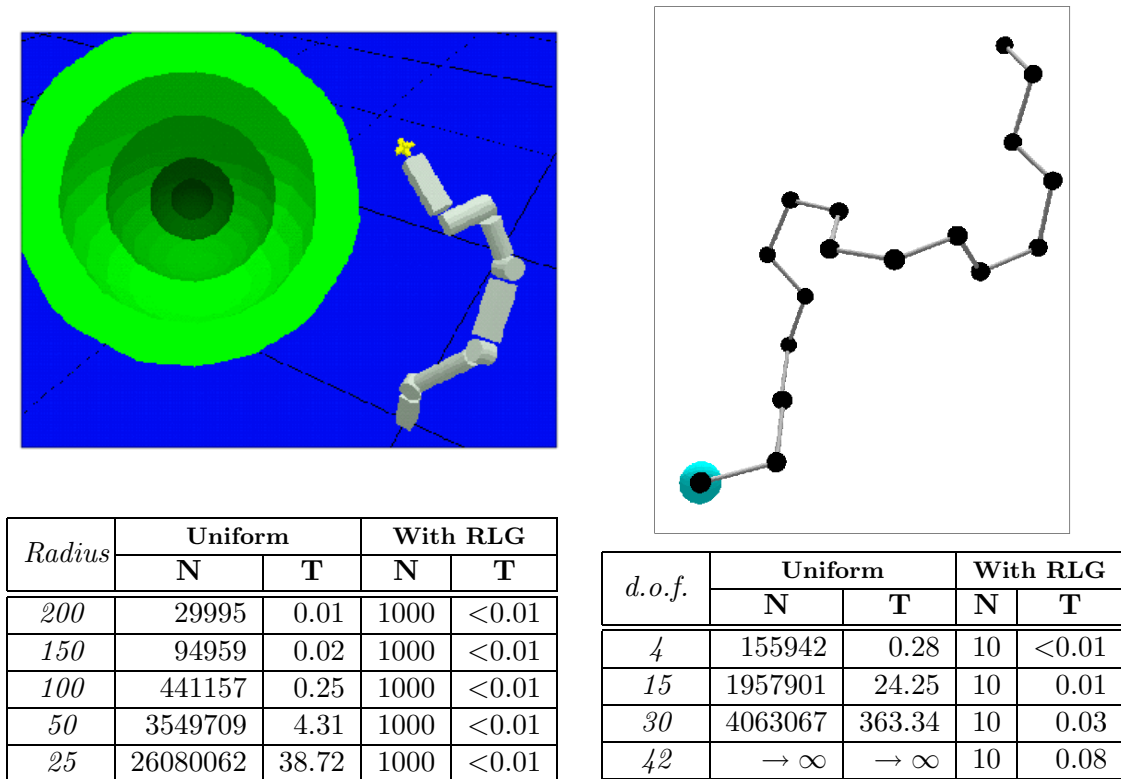 Radius Uniform With RLG
N T N T
200 29995 0.01 1000 <0.01
150 94959 0.02 1000 <0.01
100 441157 0.25 1000 <0.01
50 3549709 4.31 1000 <0.01
25 26080062 38.72 1000 <0.01
d.o.f. Uniform With RLG
N T N T
4 155942 0.28 10 <0.01
15 1957901 24.25 10 0.01
30 4063067 363.34 10 0.03
42 → ∞ → ∞ 10 0.08